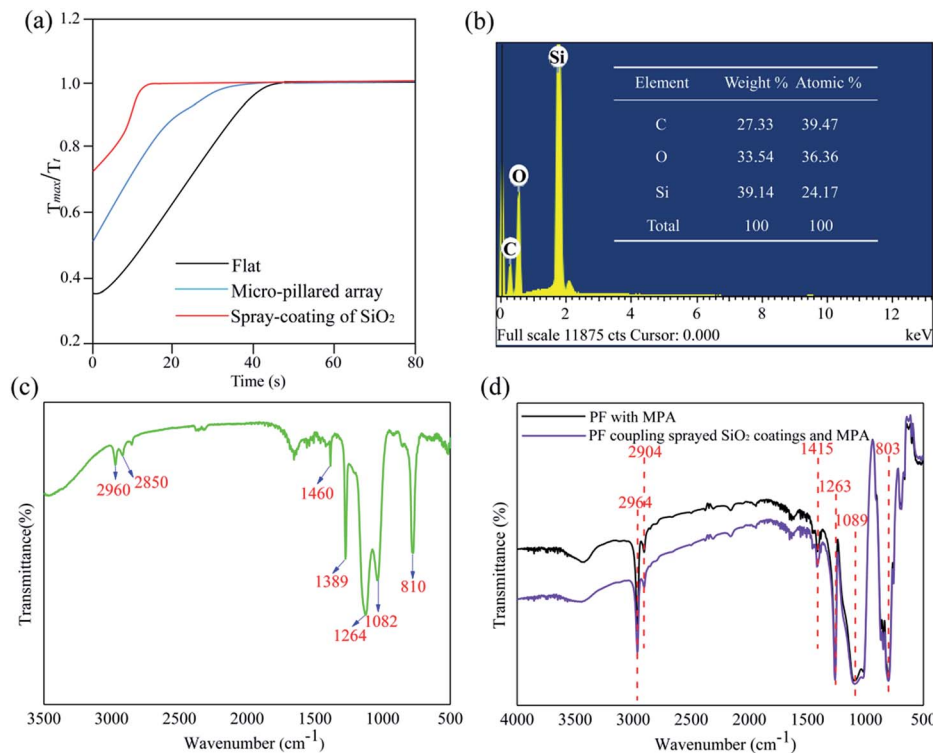 (a)
1.2
1.0
0.8
0.6
0.4
0.2
Tmax/Tt
Flat
Micro-pillared array
Spray-coating of SiO₂
0 20 40 60 80
Time (s)
(b)
Si
O
C
Element Weight % Atomic %
C 27.33 39.47
O 33.54 36.36
Si 39.14 24.17
Total 100 100
0 2 4 6 8 10 12
Full scale 11875 cts Cursor: 0.000 keV
(c)
Transmittance(%)
2960
2850
1460
1389
1264
1082
810
3500 3000 2500 2000 1500 1000 500
Wavenumber (cm⁻¹)
(d)
PF with MPA
PF coupling sprayed SiO₂ coatings and MPA
Transmittance (%)
2904
2964
1415
1263
1089
803
4000 3500 3000 2500 2000 1500 1000 500
Wavenumber (cm⁻¹)